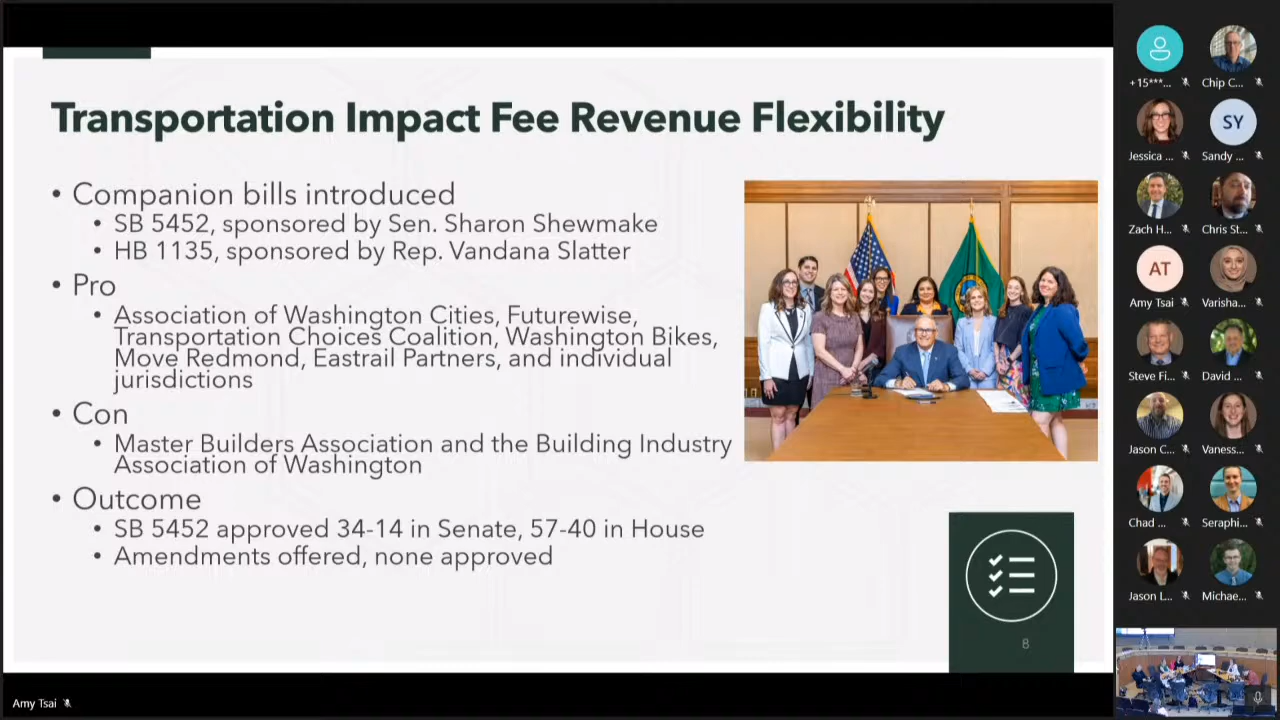 Transportation Impact Fee Revenue Flexibility
• Companion bills introduced
• SB 5452, sponsored by Sen. Sharon Shewmake
• HB 1135, sponsored by Rep. Vandana Slatter
• Pro
• Association of Washington Cities, Futurewise,
Transportation Choices Coalition, Washington Bikes,
Move Redmond, Eastrail Partners, and individual
jurisdictions
• Con
• Master Builders Association and the Building Industry
Association of Washington
• Outcome
• SB 5452 approved 34-14 in Senate, 57-40 in House
• Amendments offered, none approved
8
+15***...
Chip C...
Jessica ...
SY
Sandy ...
Zach H...
Chris St...
AT
Amy Tsai
Varisha...
Steve Fi...
David ...
Jason C...
Vaness...
Chad ...
Seraphi...
Jason L...
Michae...
Amy Tsai